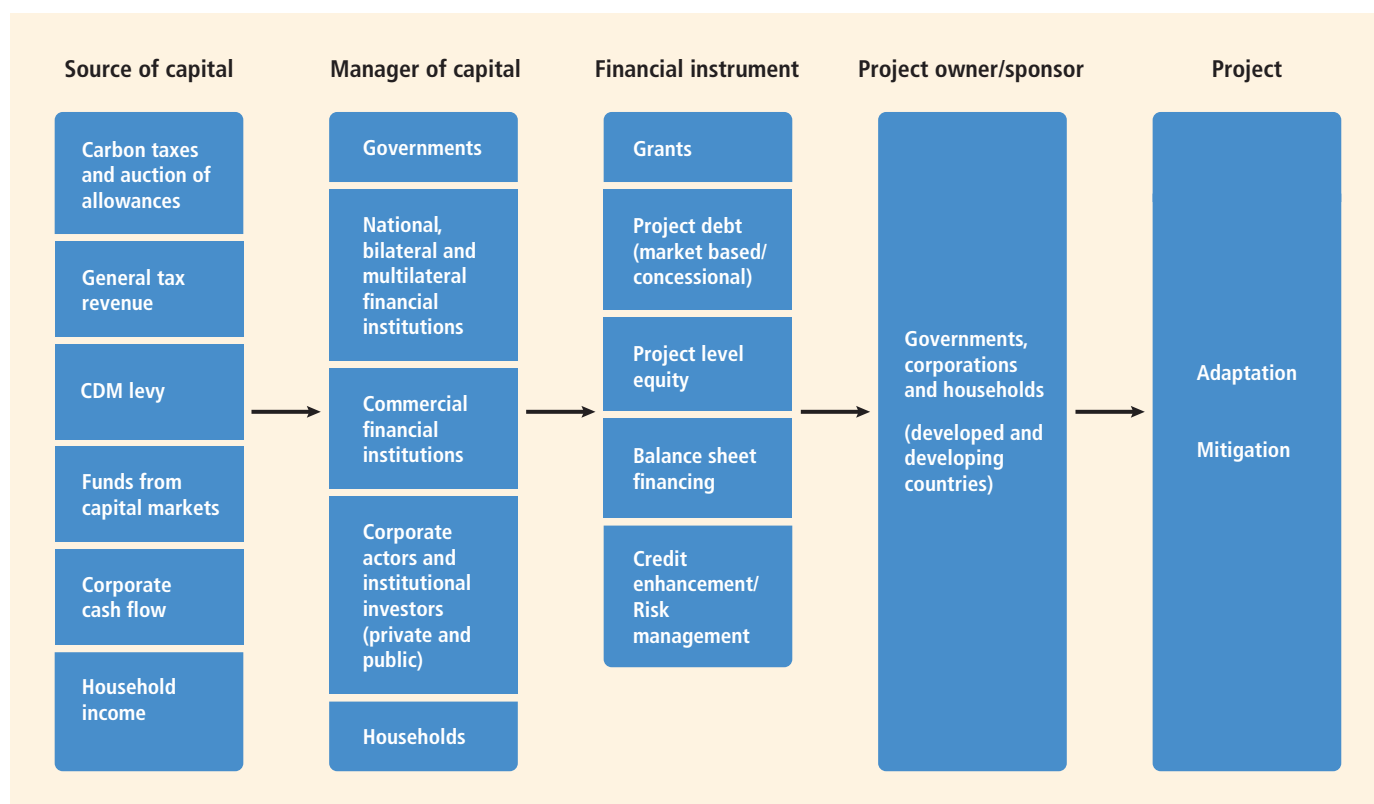 Source of capital
Carbon taxes
and auction of
allowances
General tax
revenue
CDM levy
Funds from
capital markets
Corporate
cash flow
Household
income
Manager of capital
Governments
National,
bilateral and
multilateral
financial
institutions
Commercial
financial
institutions
Corporate
actors and
institutional
investors
(private and
public)
Households
Financial instrument
Grants
Project debt
(market based/
concessional)
Project level
equity
Balance sheet
financing
Credit
enhancement/
Risk
management
Project owner/sponsor
Governments,
corporations
and households
(developed and
developing
countries)
Project
Adaptation
Mitigation